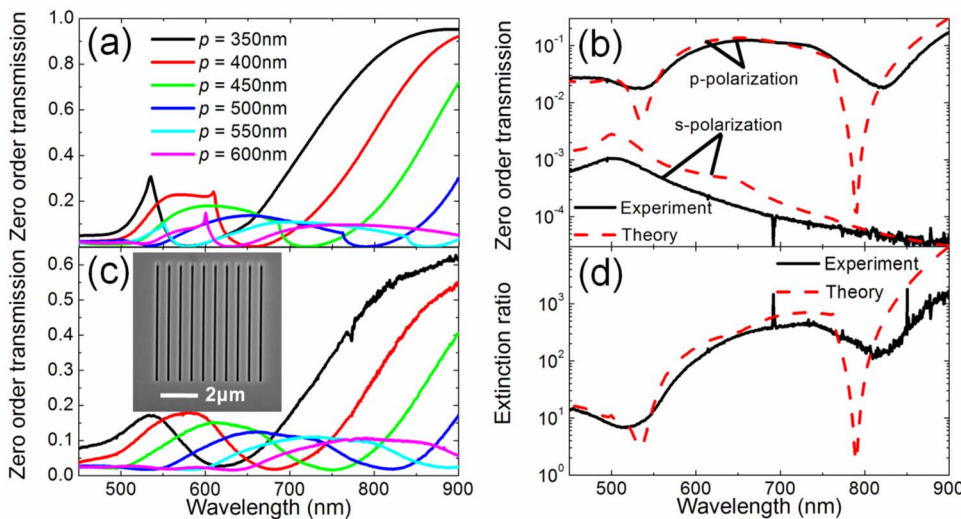 (a)
Zero order transmission
1.0
0.8
0.6
0.4
0.2
p = 350nm
p = 400nm
p = 450nm
p = 500nm
p = 550nm
p = 600nm
(b)
Zero order transmission
10⁻¹
10⁻²
10⁻³
10⁻⁴
p-polarization
s-polarization
Experiment
Theory
(c)
Zero order transmission
0.6
0.5
0.4
0.3
0.2
0.1
0.0
2μm
500 600 700 800 900
Wavelength (nm)
(d)
Extinction ratio
10³
10²
10¹
10⁰
Experiment
Theory
500 600 700 800 900
Wavelength (nm)